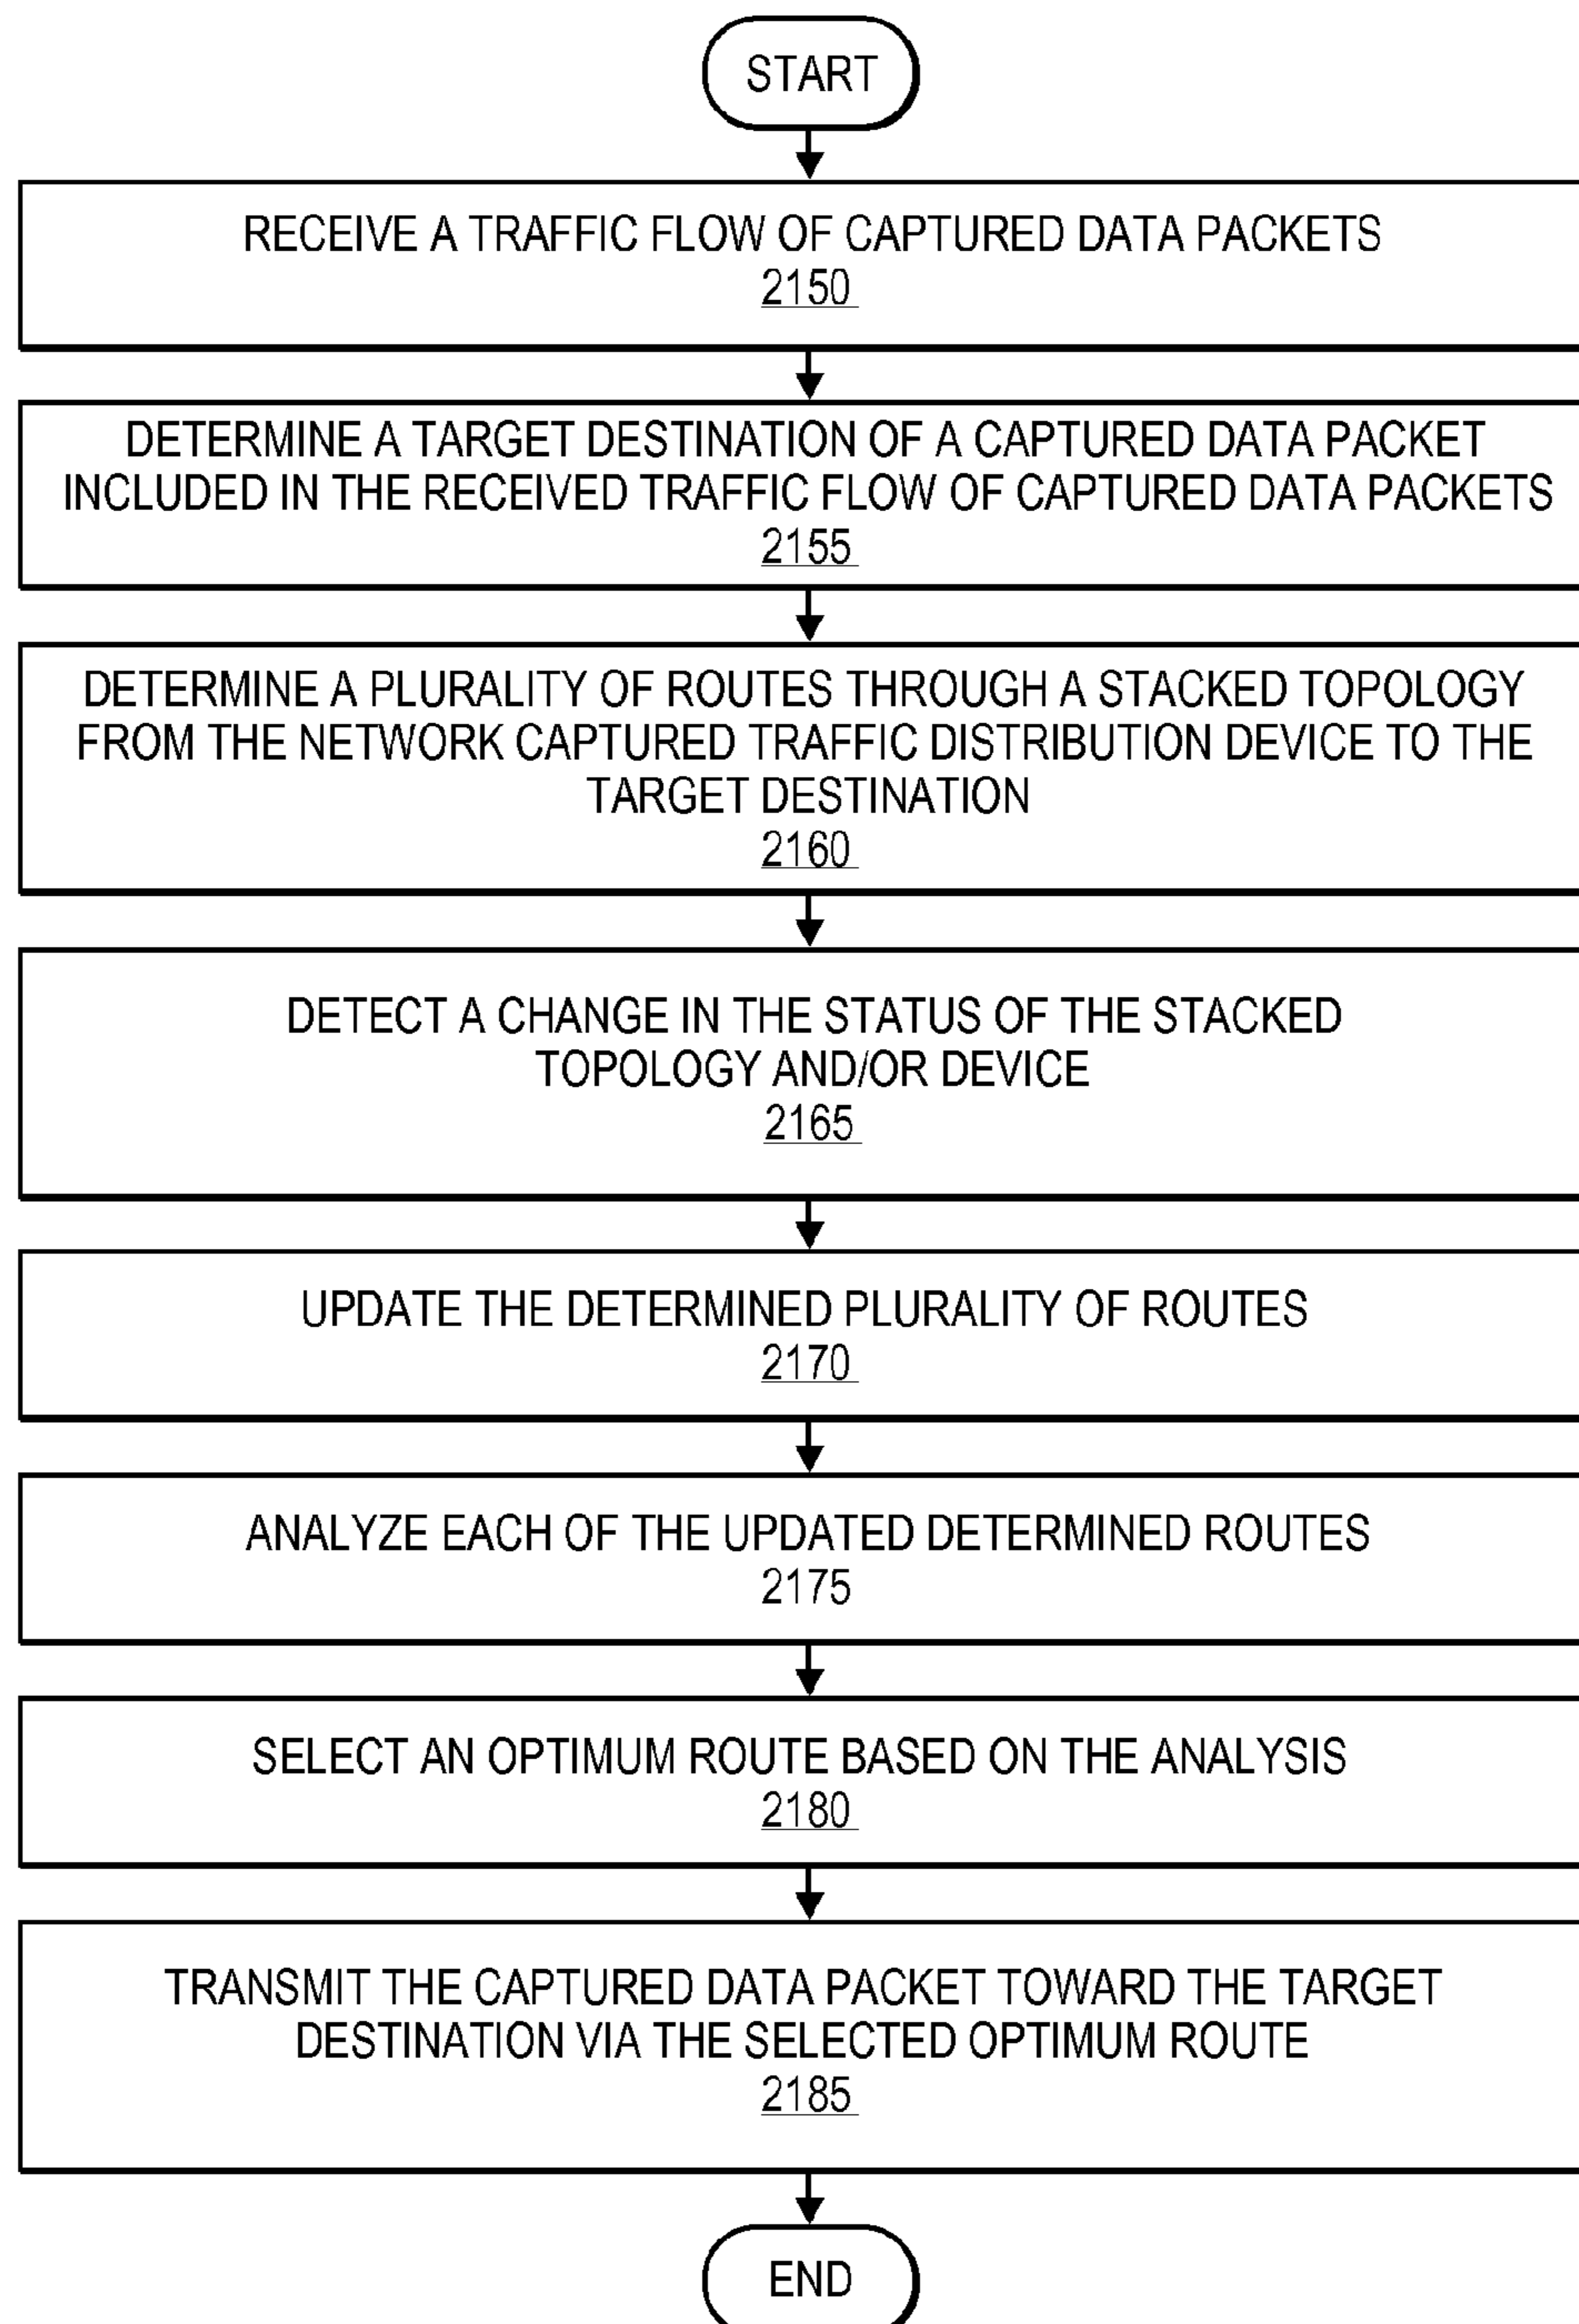 START
RECEIVE A TRAFFIC FLOW OF CAPTURED DATA PACKETS
2150
DETERMINE A TARGET DESTINATION OF A CAPTURED DATA PACKET
INCLUDED IN THE RECEIVED TRAFFIC FLOW OF CAPTURED DATA PACKETS
2155
DETERMINE A PLURALITY OF ROUTES THROUGH A STACKED TOPOLOGY
FROM THE NETWORK CAPTURED TRAFFIC DISTRIBUTION DEVICE TO THE
TARGET DESTINATION
2160
DETECT A CHANGE IN THE STATUS OF THE STACKED
TOPOLOGY AND/OR DEVICE
2165
UPDATE THE DETERMINED PLURALITY OF ROUTES
2170
ANALYZE EACH OF THE UPDATED DETERMINED ROUTES
2175
SELECT AN OPTIMUM ROUTE BASED ON THE ANALYSIS
2180
TRANSMIT THE CAPTURED DATA PACKET TOWARD THE TARGET
DESTINATION VIA THE SELECTED OPTIMUM ROUTE
2185
END